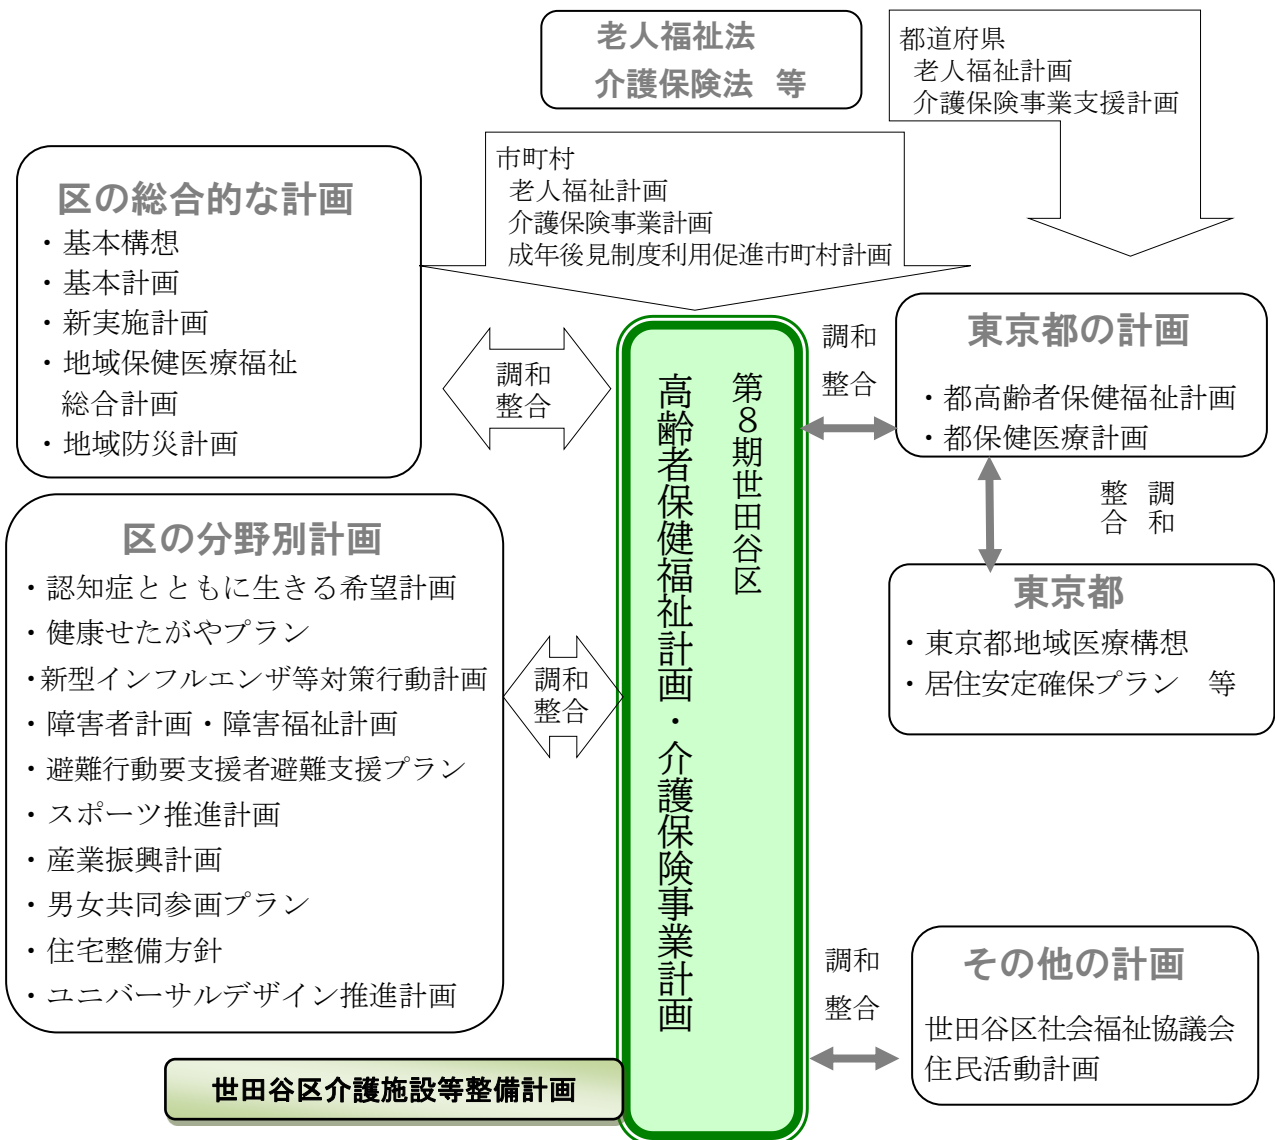 老人福祉法
介護保険法 等
都道府県
老人福祉計画
介護保険事業支援計画
市町村
老人福祉計画
介護保険事業計画
成年後見制度利用促進市町村計画
区の総合的な計画
・基本構想
・基本計画
・新実施計画
・地域保健医療福祉
総合計画
・地域防災計画
調和
整合
第８期世田谷区
高齢者保健福祉計画・介護保険事業計画
調和
整合
東京都の計画
・都高齢者保健福祉計画
・都保健医療計画
調和
整合
東京都
・東京都地域医療構想
・居住安定確保プラン 等
区の分野別計画
・認知症とともに生きる希望計画
・健康せたがやプラン
・新型インフルエンザ等対策行動計画
・障害者計画・障害福祉計画
・避難行動要支援者避難支援プラン
・スポーツ推進計画
・産業振興計画
・男女共同参画プラン
・住宅整備方針
・ユニバーサルデザイン推進計画
調和
整合
調和
整合
その他の計画
世田谷区社会福祉協議会
住民活動計画
世田谷区介護施設等整備計画